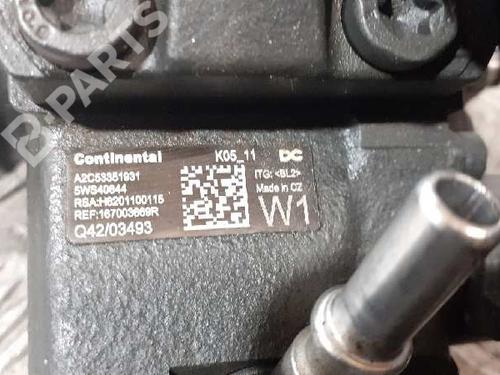 Continental K05_11 DC
A2C53351931 ITG: <BL2>
5WS40644 Made in CZ
RSA:H8201100115
REF:167003669R W1
Q42/03493
B-PARTS